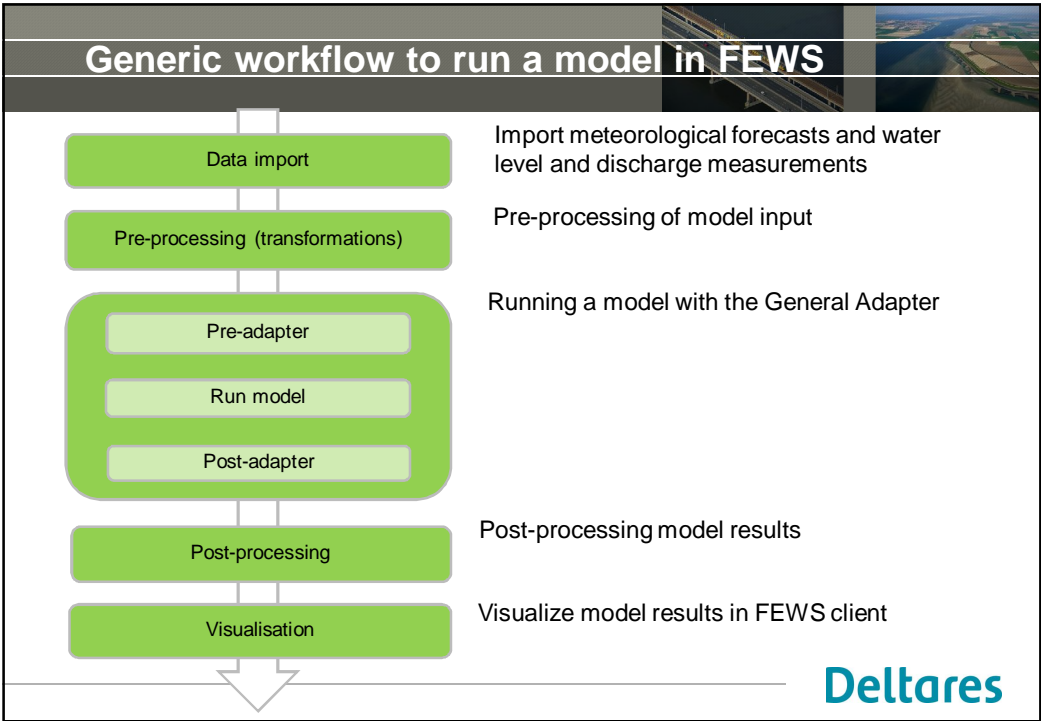 Generic workflow to run a model in FEWS
Data import
Import meteorological forecasts and water
level and discharge measurements
Pre-processing (transformations)
Pre-processing of model input
Running a model with the General Adapter
Pre-adapter
Run model
Post-adapter
Post-processing
Post-processing model results
Visualisation
Visualize model results in FEWS client
Deltares